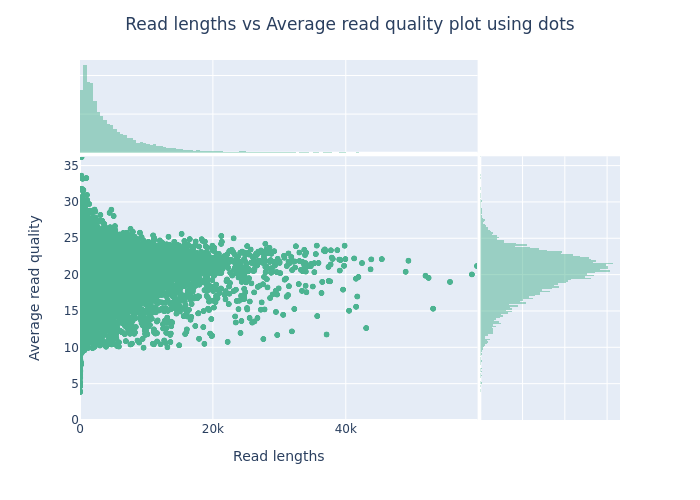 Read lengths vs Average read quality plot using dots
35
30
25
20
15
10
5
0
Average read quality
0
20k
40k
Read lengths